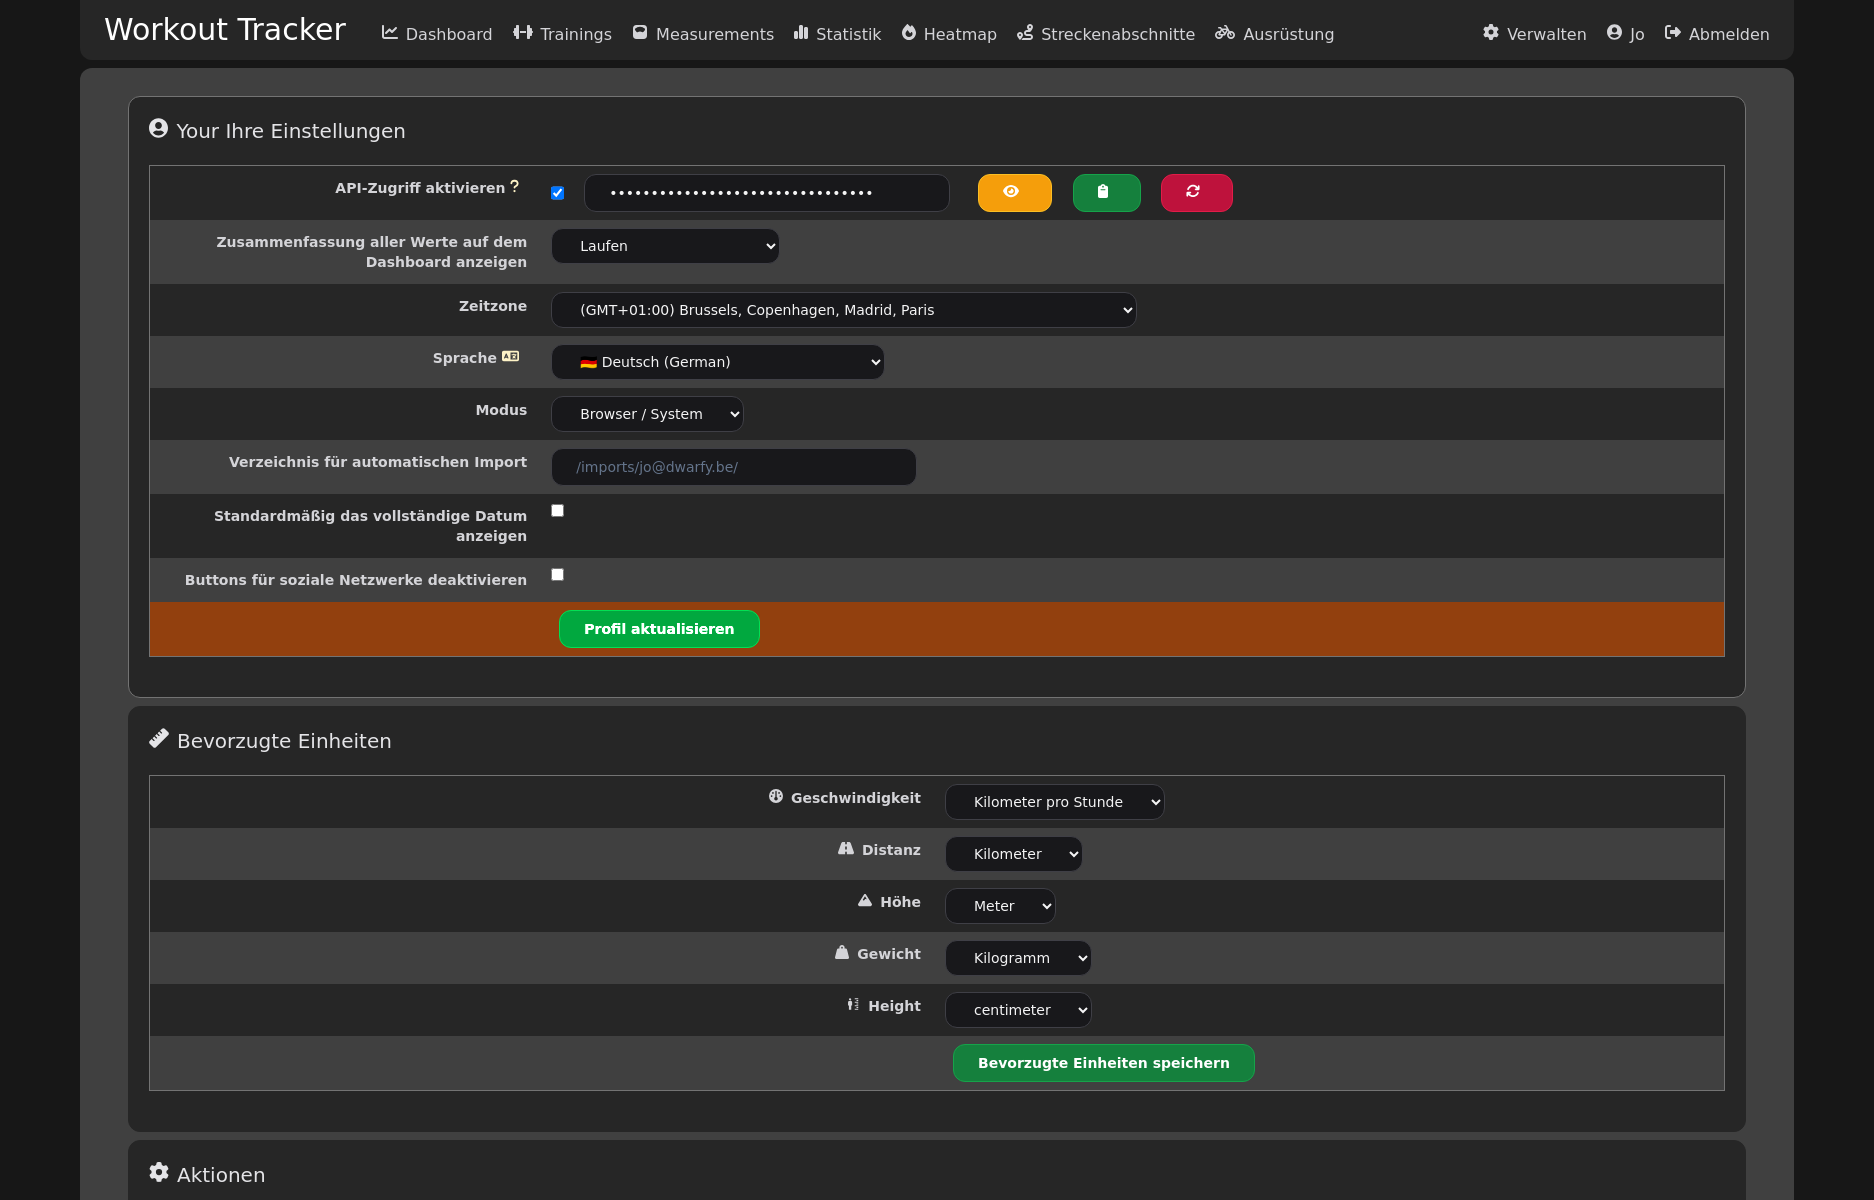 Workout Tracker Dashboard Trainings Measurements Statistik Heatmap Streckenabschnitte Ausrüstung Verwalten Jo Abmelden
Your Ihre Einstellungen
API-Zugriff aktivieren ?
Zusammenfassung aller Werte auf dem
Dashboard anzeigen
Laufen
Zeitzone (GMT+01:00) Brussels, Copenhagen, Madrid, Paris
Sprache Deutsch (German)
Modus Browser / System
Verzeichnis für automatischen Import /imports/jo@dwarfy.be/
Standardmäßig das vollständige Datum
anzeigen
Buttons für soziale Netzwerke deaktivieren
Profil aktualisieren
Bevorzugte Einheiten
Geschwindigkeit Kilometer pro Stunde
Distanz Kilometer
Höhe Meter
Gewicht Kilogramm
Height centimeter
Bevorzugte Einheiten speichern
Aktionen